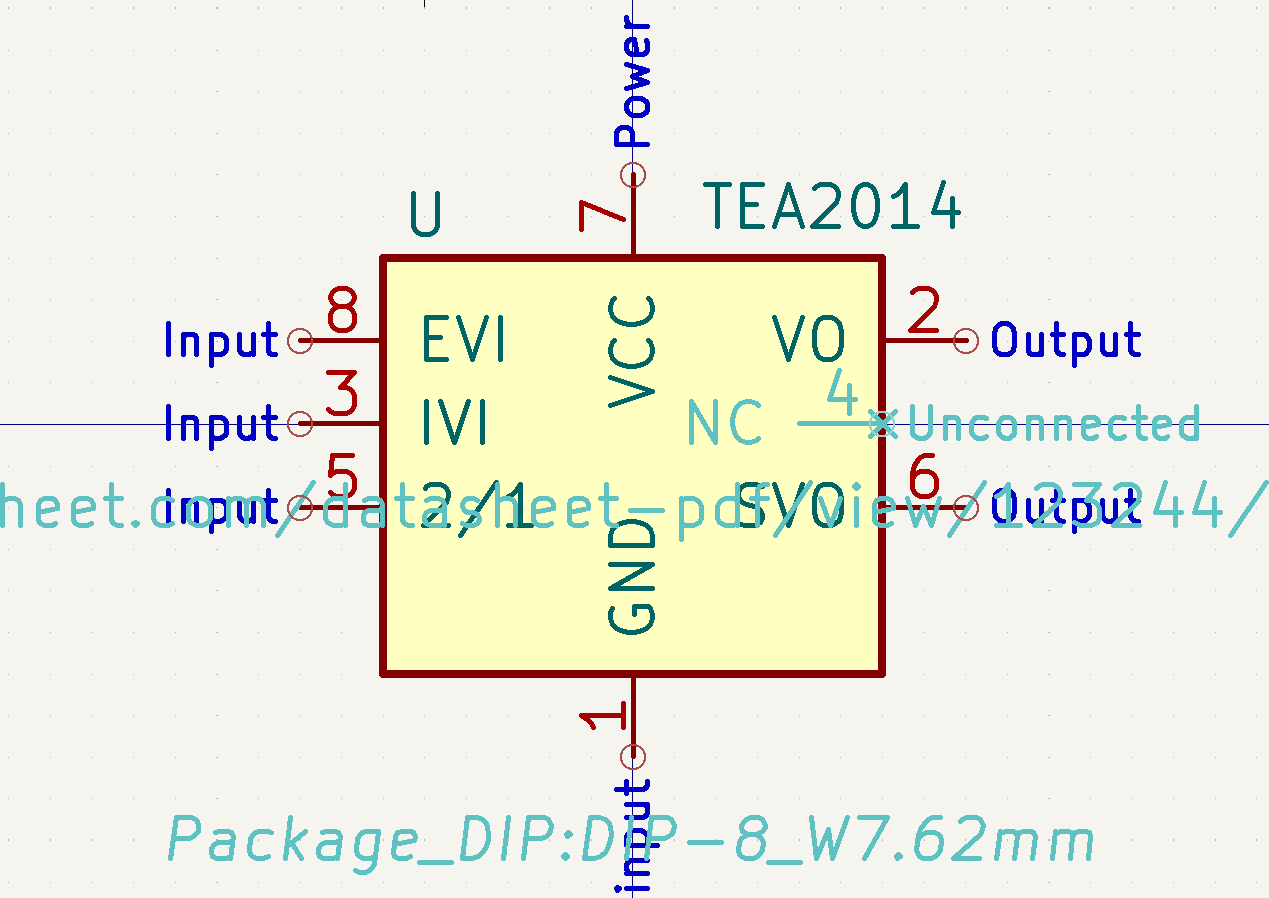 Power
U
7
TEA2014
Input
8
EVI
VCC
VO
2
Output
Input
3
IVI
NC
4
Unconnected
Input
5
2/1
SVO
6
Output
heet.com/datasheet-pdf/view/123244/
GND
1
input
Package_DIP:DIP-8_W7.62mm